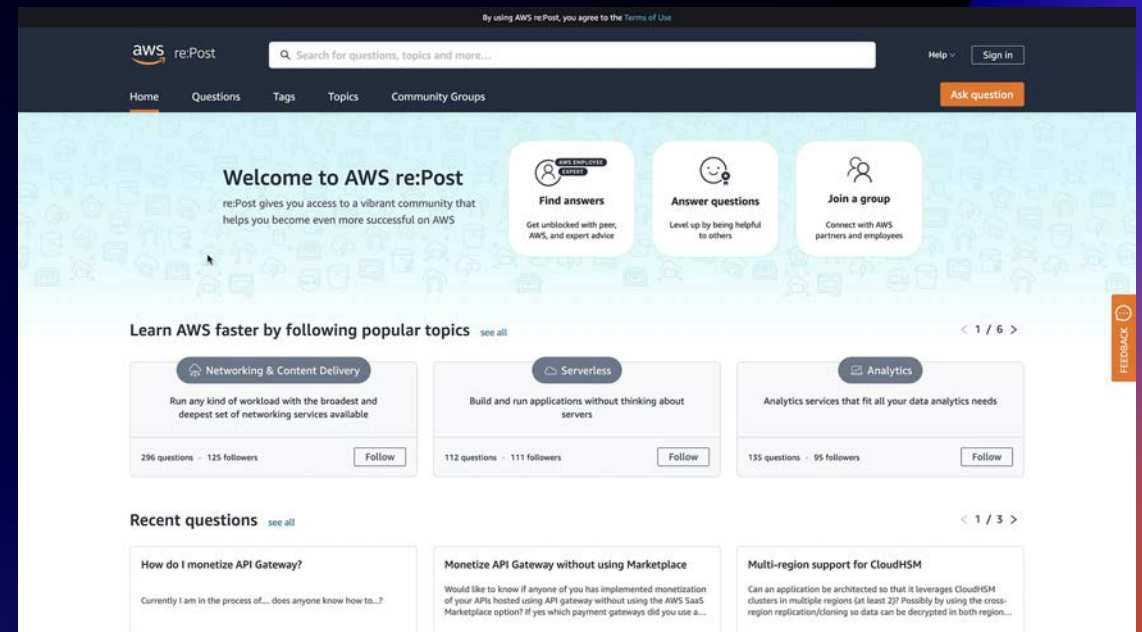 By using AWS re:Post, you agree to the Terms of Use
aws re:Post
Search for questions, topics and more...
Help
Sign in
Home Questions Tags Topics Community Groups
Ask question
Welcome to AWS re:Post
re:Post gives you access to a vibrant community that
helps you become even more successful on AWS
AWS EMPLOYEE
EXPERT
Find answers
Get unblocked with peer,
AWS, and expert advice
Answer questions
Level up by being helpful
to others
Join a group
Connect with AWS
partners and employees
FEEDBACK
Learn AWS faster by following popular topics see all
< 1 / 6 >
Networking & Content Delivery
Run any kind of workload with the broadest and
deepest set of networking services available
296 questions · 125 followers
Follow
Serverless
Build and run applications without thinking about
servers
112 questions · 111 followers
Follow
Analytics
Analytics services that fit all your data analytics needs
135 questions · 95 followers
Follow
Recent questions see all
< 1 / 3 >
How do I monetize API Gateway?
Currently I am in the process of.... does anyone know how to...?
Monetize API Gateway without using Marketplace
Would like to know if anyone of you has implemented monetization
of your APIs hosted using API gateway without using the AWS SaaS
Marketplace option? If yes which payment gateways did you use a...
Multi-region support for CloudHSM
Can an application be architected so that it leverages CloudHSM
clusters in multiple regions (at least 2)? Possibly by using the cross-
region replication/cloning so data can be decrypted in both region...